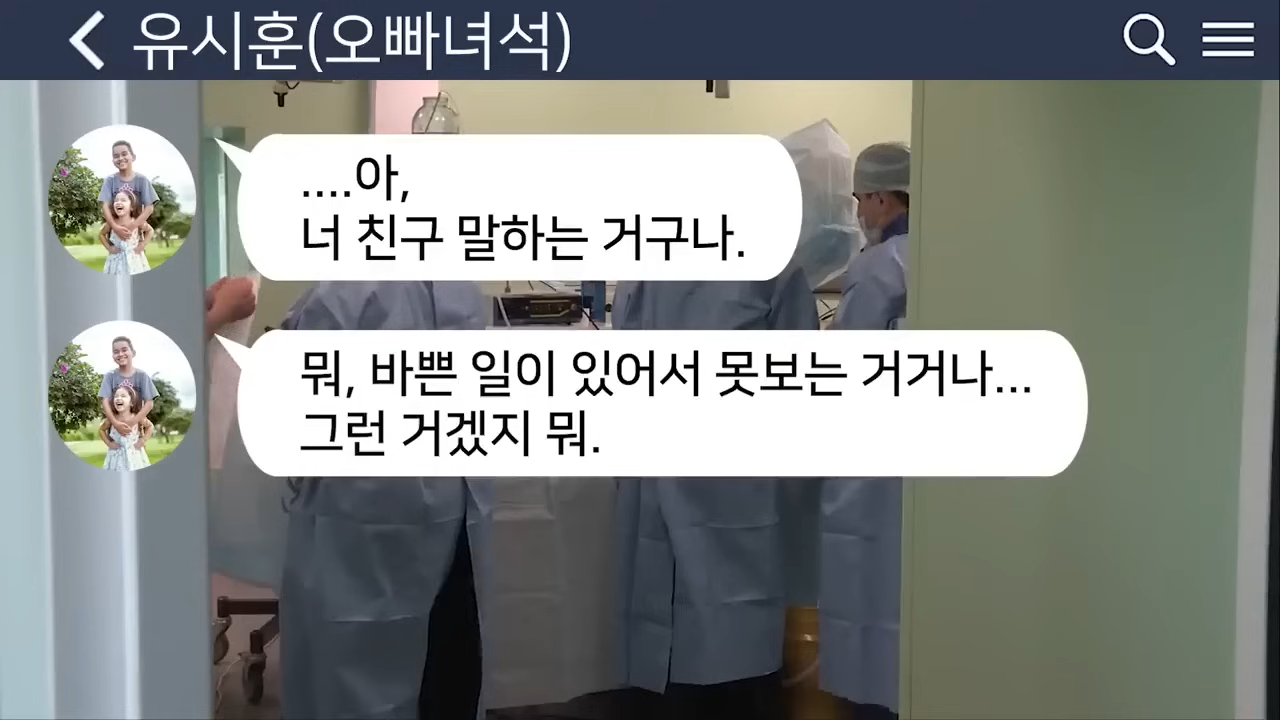 유시훈(오빠녀석)
....아,
너 친구 말하는 거구나.
뭐, 바쁜 일이 있어서 못보는 거거나...
그런 거겠지 뭐.